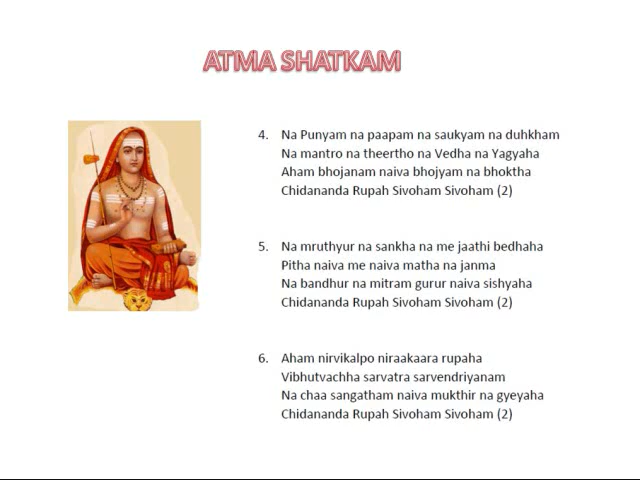 ATMA SHATKAM
4. Na Punyam na paapam na saukyam na duhkham
Na mantro na theertho na Vedha na Yagyaha
Aham bhojanam naiva bhojyam na bhoktha
Chidananda Rupah Sivoham Sivoham (2)
5. Na mruthyur na sankha na me jaathi bedhaha
Pitha naiva me naiva matha na janma
Na bandhur na mitram gurur naiva sishyaha
Chidananda Rupah Sivoham Sivoham (2)
6. Aham nirvikalpo niraakaara rupaha
Vibhutvachha sarvatra sarvendriyanam
Na chaa sangatham naiva mukthir na gyeyaha
Chidananda Rupah Sivoham Sivoham (2)